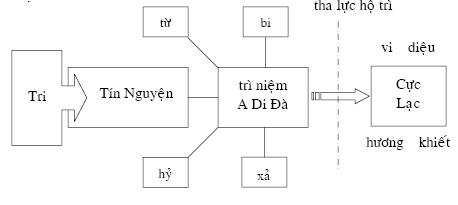 tha lực hộ trì
từ
bi
vi diệu
Tri
Tín Nguyện
trì niệm
A Di Đà
Cực
Lạc
hương khiết
hỷ
xả